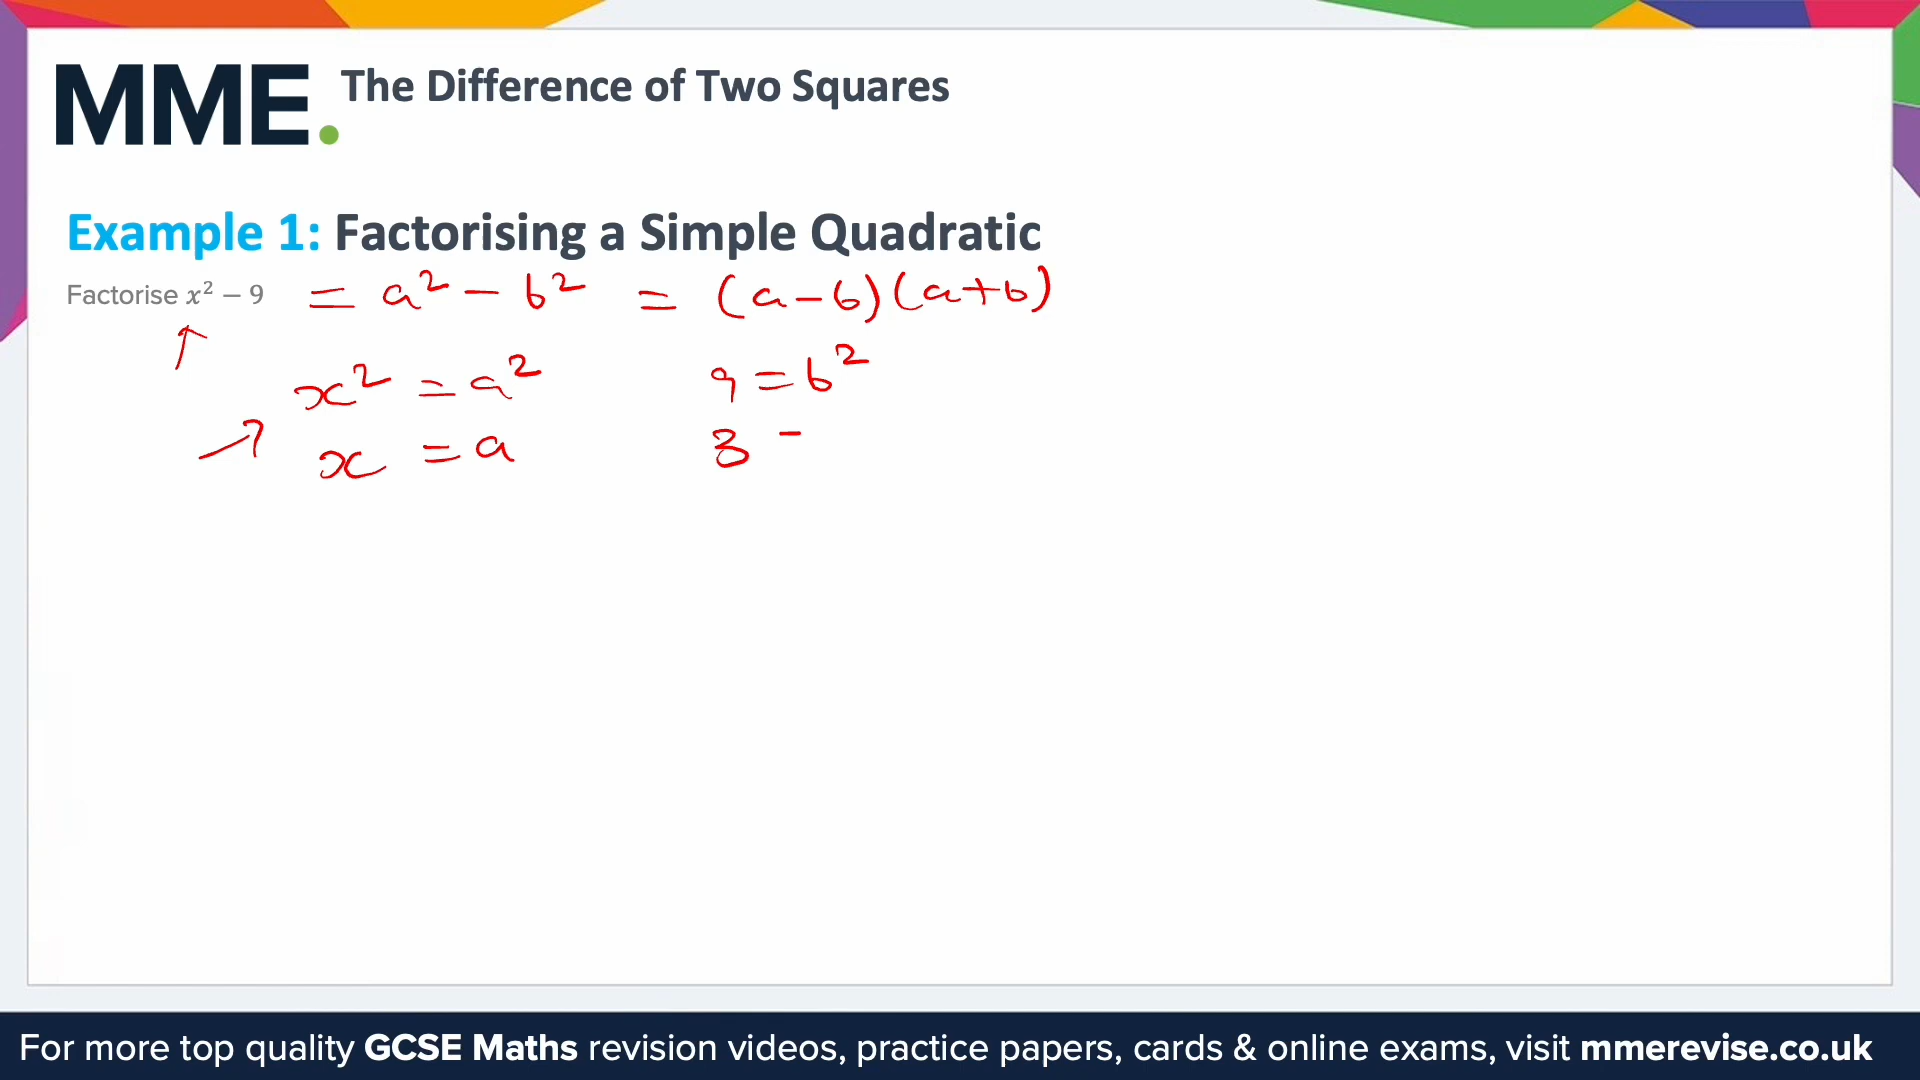 MME. The Difference of Two Squares
Example 1: Factorising a Simple Quadratic
Factorise x² – 9 = a² – b² = (a – b)(a + b)
x² = a² 9 = b²
x = a 3 -
For more top quality GCSE Maths revision videos, practice papers, cards & online exams, visit mmerevise.co.uk